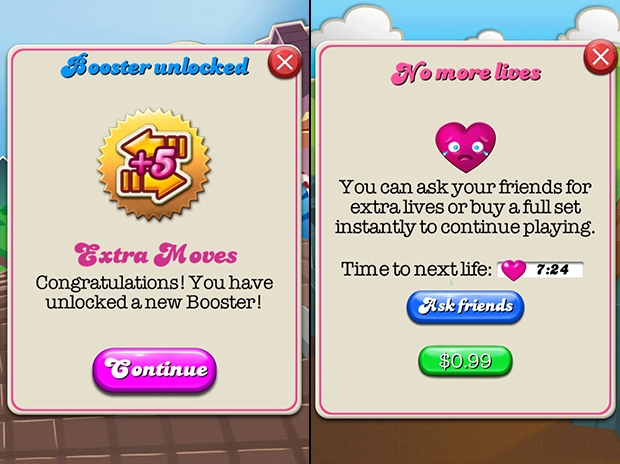 Booster unlocked
+5
Extra Moves
Congratulations! You have
unlocked a new Booster!
Continue
No more lives
You can ask your friends for
extra lives or buy a full set
instantly to continue playing.
Time to next life: 7:24
Ask friends
$0.99